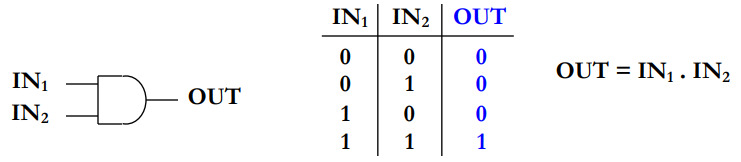 IN₁
IN₂
OUT
IN₁ IN₂ OUT
0 0 0
0 1 0
1 0 0
1 1 1
OUT = IN₁ . IN₂